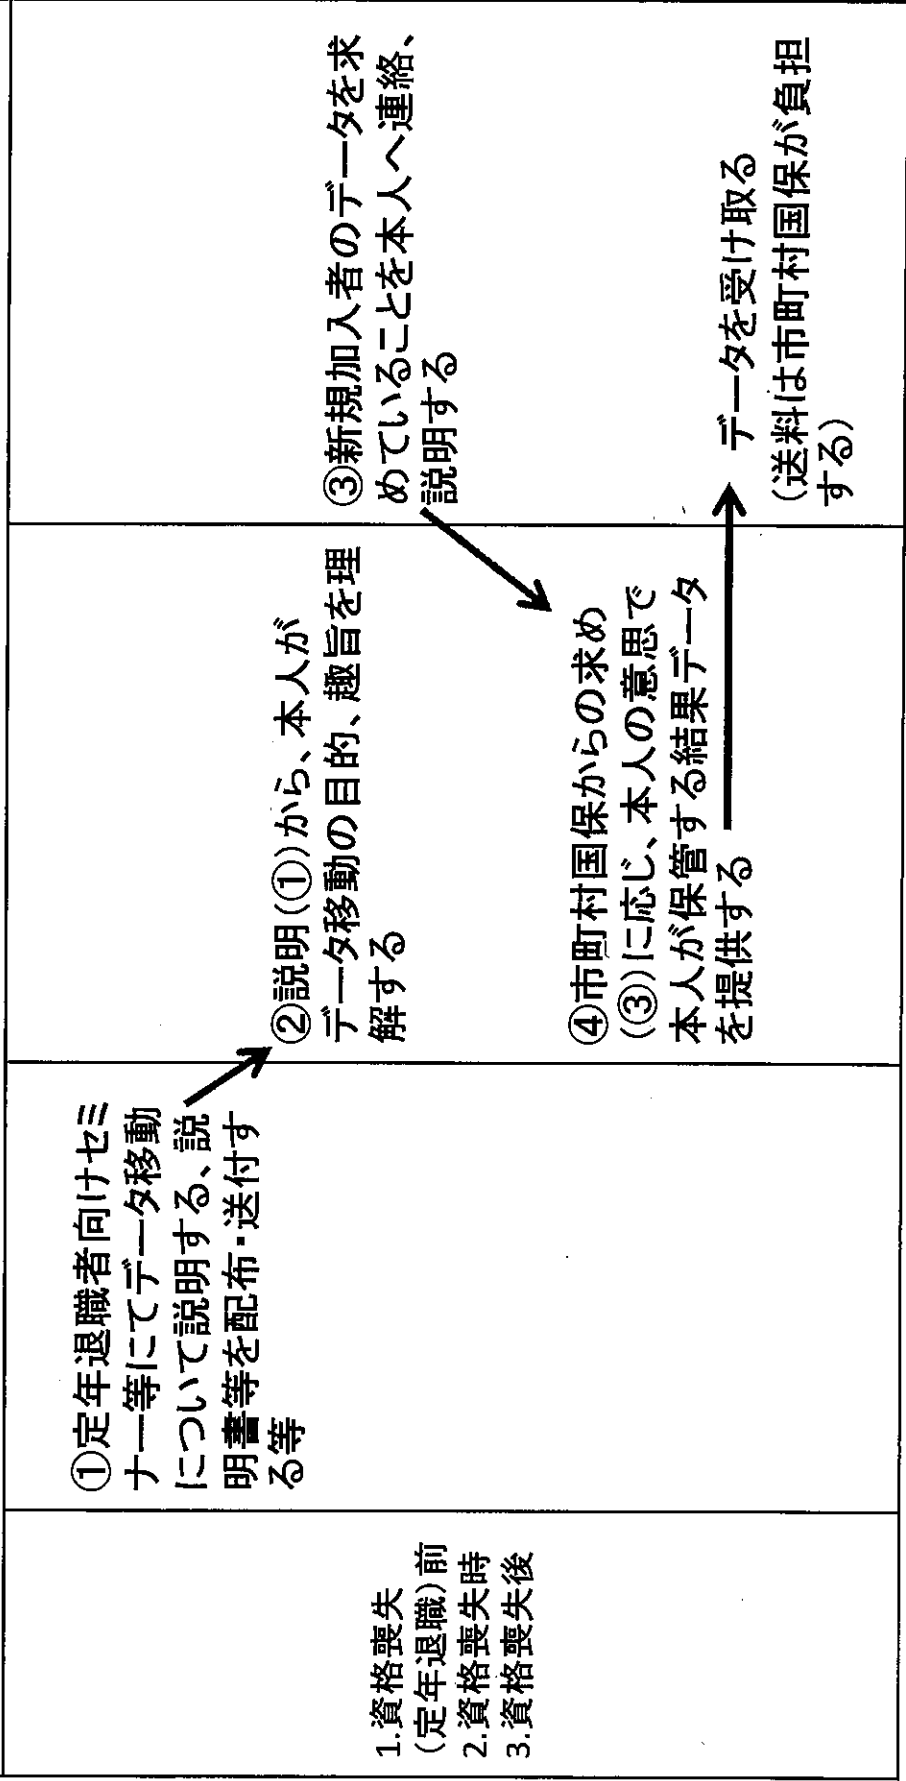 1.資格喪失
(定年退職)前
2.資格喪失時
3.資格喪失後
①定年退職者向けセミ
ナー等にてデータ移動
について説明する、説
明書等を配布・送付す
る等
②説明(①)から、本人が
データ移動の目的、趣旨を理
解する
④市町村国保からの求め
(③)に応じ、本人の意思で
本人が保管する結果データ
を提供する
③新規加入者のデータを求
めていることを本人へ連絡、
説明する
データを受け取る
(送料は市町村国保が負担
する)